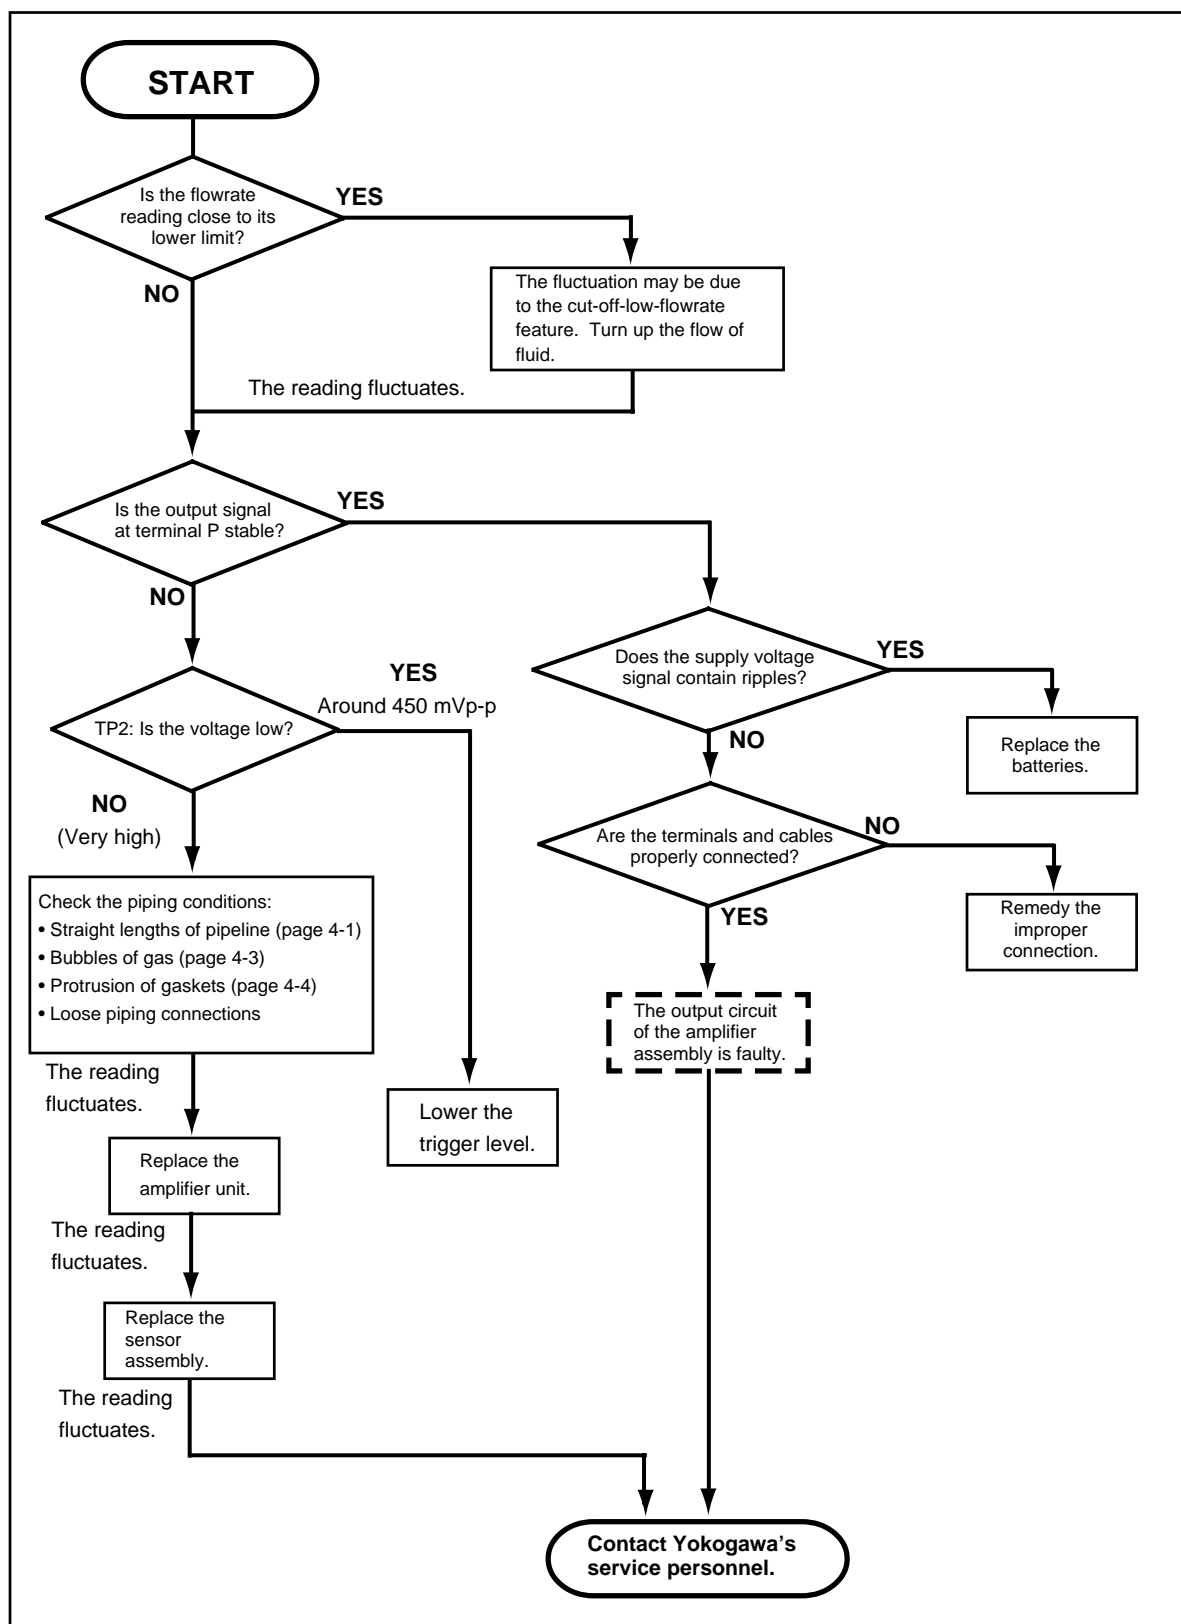 START
Is the flowrate
reading close to its
lower limit?
YES
NO
The fluctuation may be due
to the cut-off-low-flowrate
feature. Turn up the flow of
fluid.
The reading fluctuates.
Is the output signal
at terminal P stable?
YES
NO
TP2: Is the voltage low?
YES
Around 450 mVp-p
NO
(Very high)
Check the piping conditions:
• Straight lengths of pipeline (page 4-1)
• Bubbles of gas (page 4-3)
• Protrusion of gaskets (page 4-4)
• Loose piping connections
The reading
fluctuates.
Lower the
trigger level.
Replace the
amplifier unit.
The reading
fluctuates.
Replace the
sensor
assembly.
The reading
fluctuates.
Does the supply voltage
signal contain ripples?
YES
NO
Replace the
batteries.
Are the terminals and cables
properly connected?
NO
YES
Remedy the
improper
connection.
The output circuit
of the amplifier
assembly is faulty.
Contact Yokogawa’s
service personnel.